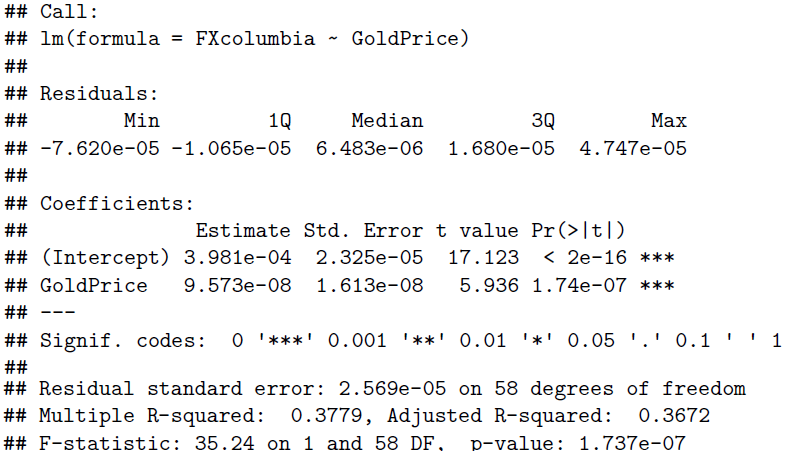 ## Call:
## lm(formula = FXcolumbia ~ GoldPrice)
##
## Residuals:
##        Min         1Q     Median         3Q        Max
## -7.620e-05 -1.065e-05  6.483e-06  1.680e-05  4.747e-05
##
## Coefficients:
##             Estimate Std. Error t value Pr(>|t|)
## (Intercept) 3.981e-04  2.325e-05  17.123  < 2e-16 ***
## GoldPrice   9.573e-08  1.613e-08   5.936 1.74e-07 ***
## ---
## Signif. codes:  0 '***' 0.001 '**' 0.01 '*' 0.05 '.' 0.1 ' ' 1
##
## Residual standard error: 2.569e-05 on 58 degrees of freedom
## Multiple R-squared:  0.3779, Adjusted R-squared:  0.3672
## F-statistic: 35.24 on 1 and 58 DF,  p-value: 1.737e-07